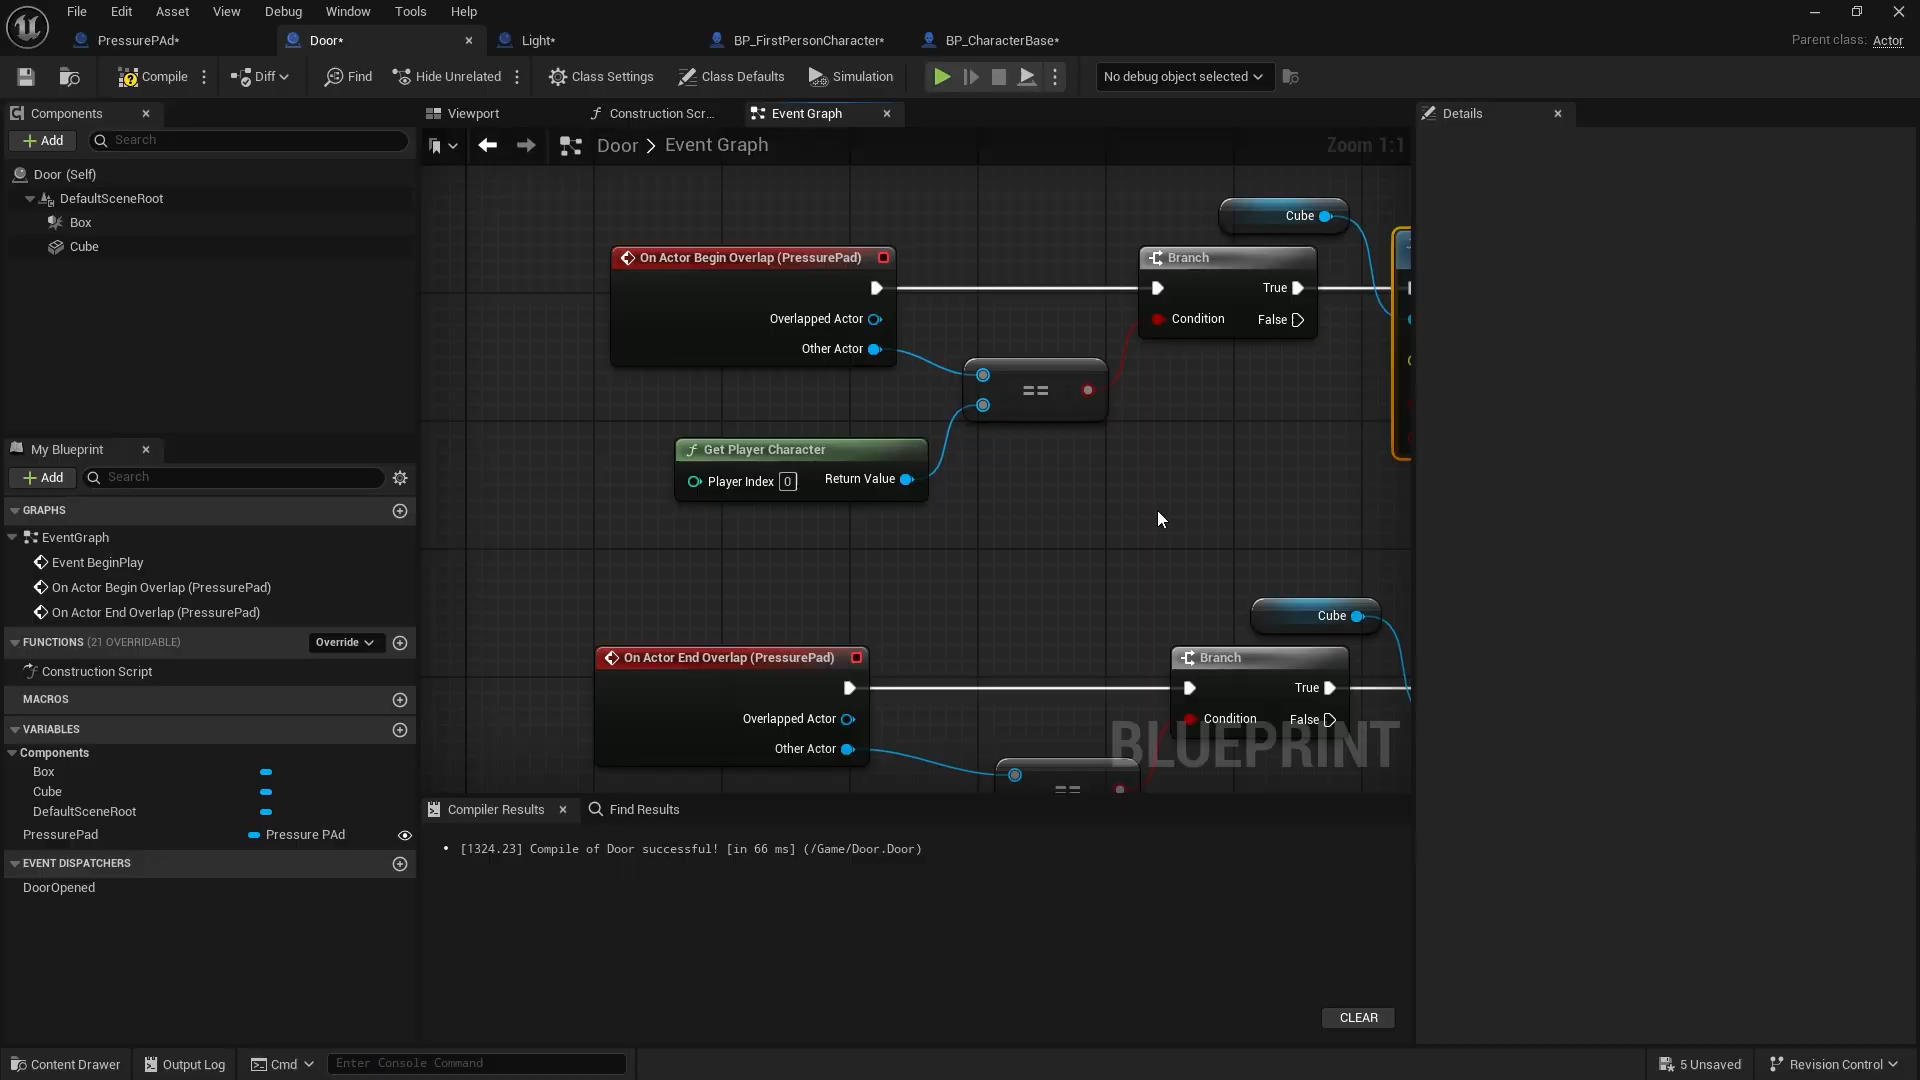 File Edit Asset View Debug Window Tools Help
PressurePAd* Door* Light* BP_FirstPersonCharacter* BP_CharacterBase*
Parent class: Actor
Compile Diff Find Hide Unrelated Class Settings Class Defaults Simulation No debug object selected
Components
Add Search
Door (Self)
DefaultSceneRoot
Box
Cube
My Blueprint
Add Search
GRAPHS
EventGraph
Event BeginPlay
On Actor Begin Overlap (PressurePad)
On Actor End Overlap (PressurePad)
FUNCTIONS (21 OVERRIDABLE) Override
Construction Script
MACROS
VARIABLES
Components
Box
Cube
DefaultSceneRoot
PressurePad Pressure PAd
EVENT DISPATCHERS
DoorOpened
Viewport Construction Scr... Event Graph
Door > Event Graph Zoom 1:1
Cube
On Actor Begin Overlap (PressurePad)
Overlapped Actor
Other Actor
Branch
True
Condition False
==
Get Player Character
Player Index 0 Return Value
Cube
On Actor End Overlap (PressurePad)
Overlapped Actor
Other Actor
Branch
True
Condition False
==
BLUEPRINT
Compiler Results Find Results
• [1324.23] Compile of Door successful! [in 66 ms] (/Game/Door.Door)
CLEAR
Details
Content Drawer Output Log Cmd Enter Console Command 5 Unsaved Revision Control